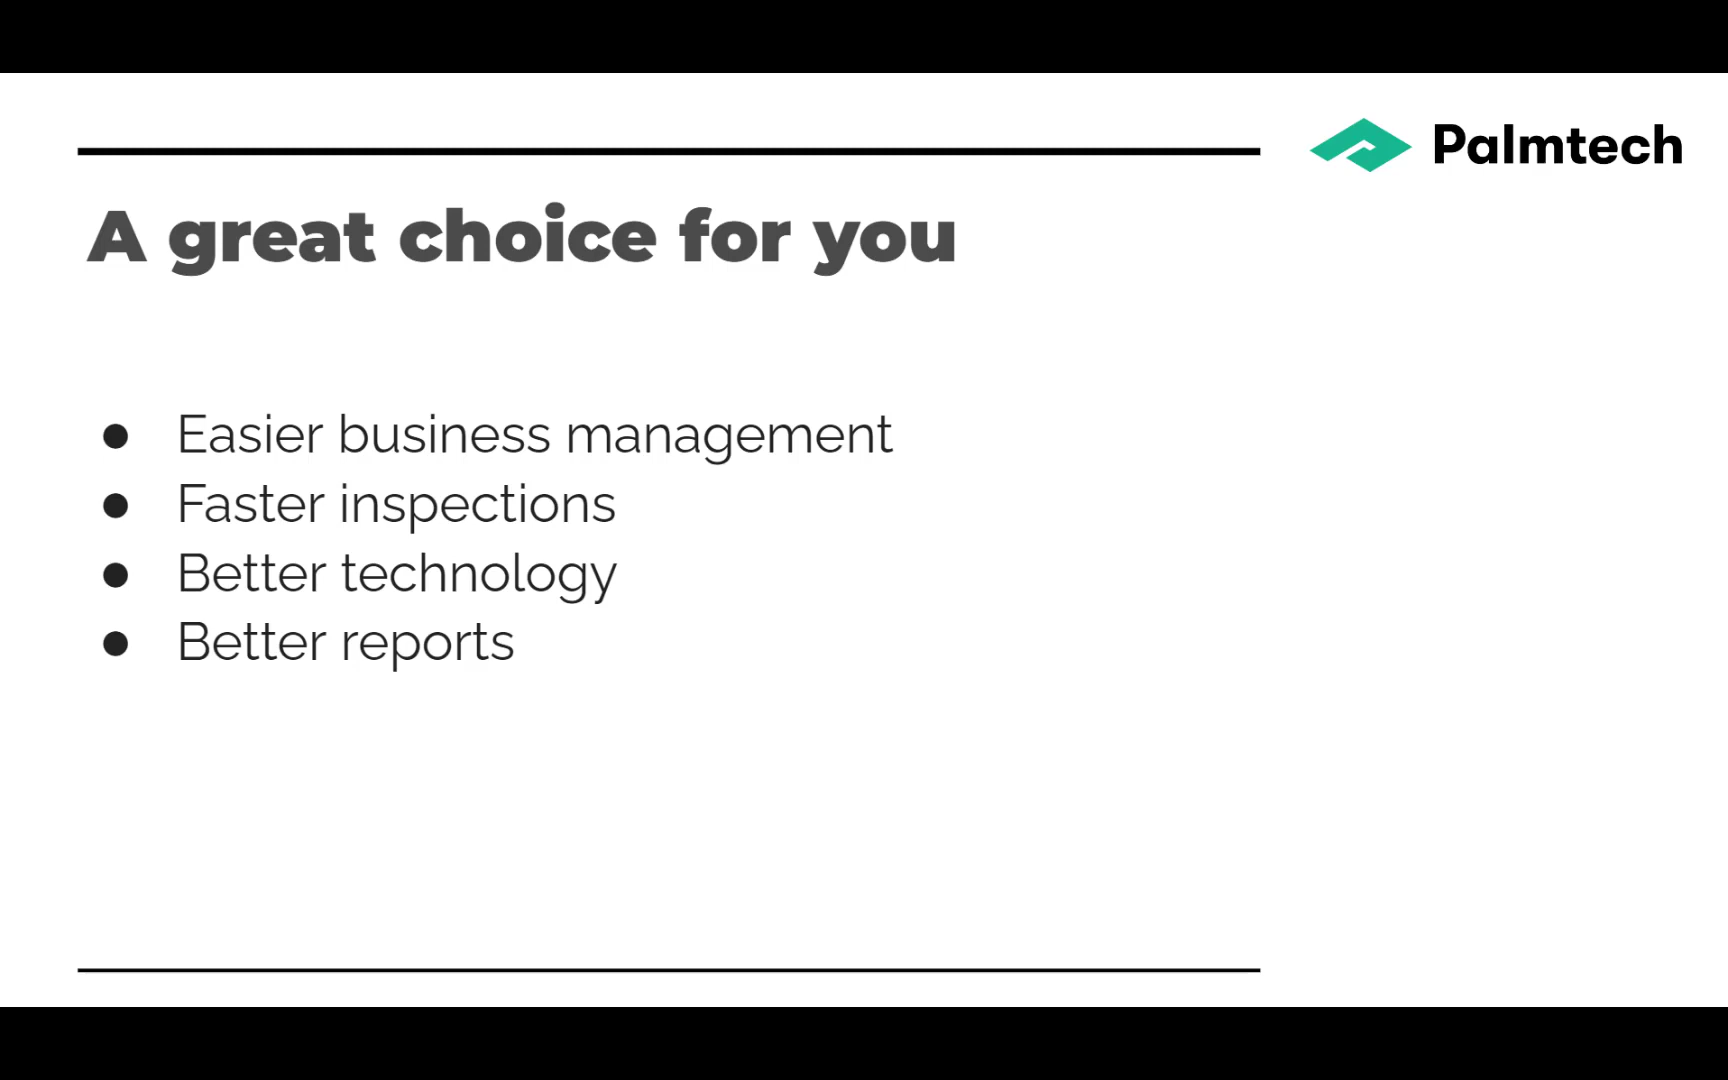 Palmtech
A great choice for you
● Easier business management
● Faster inspections
● Better technology
● Better reports